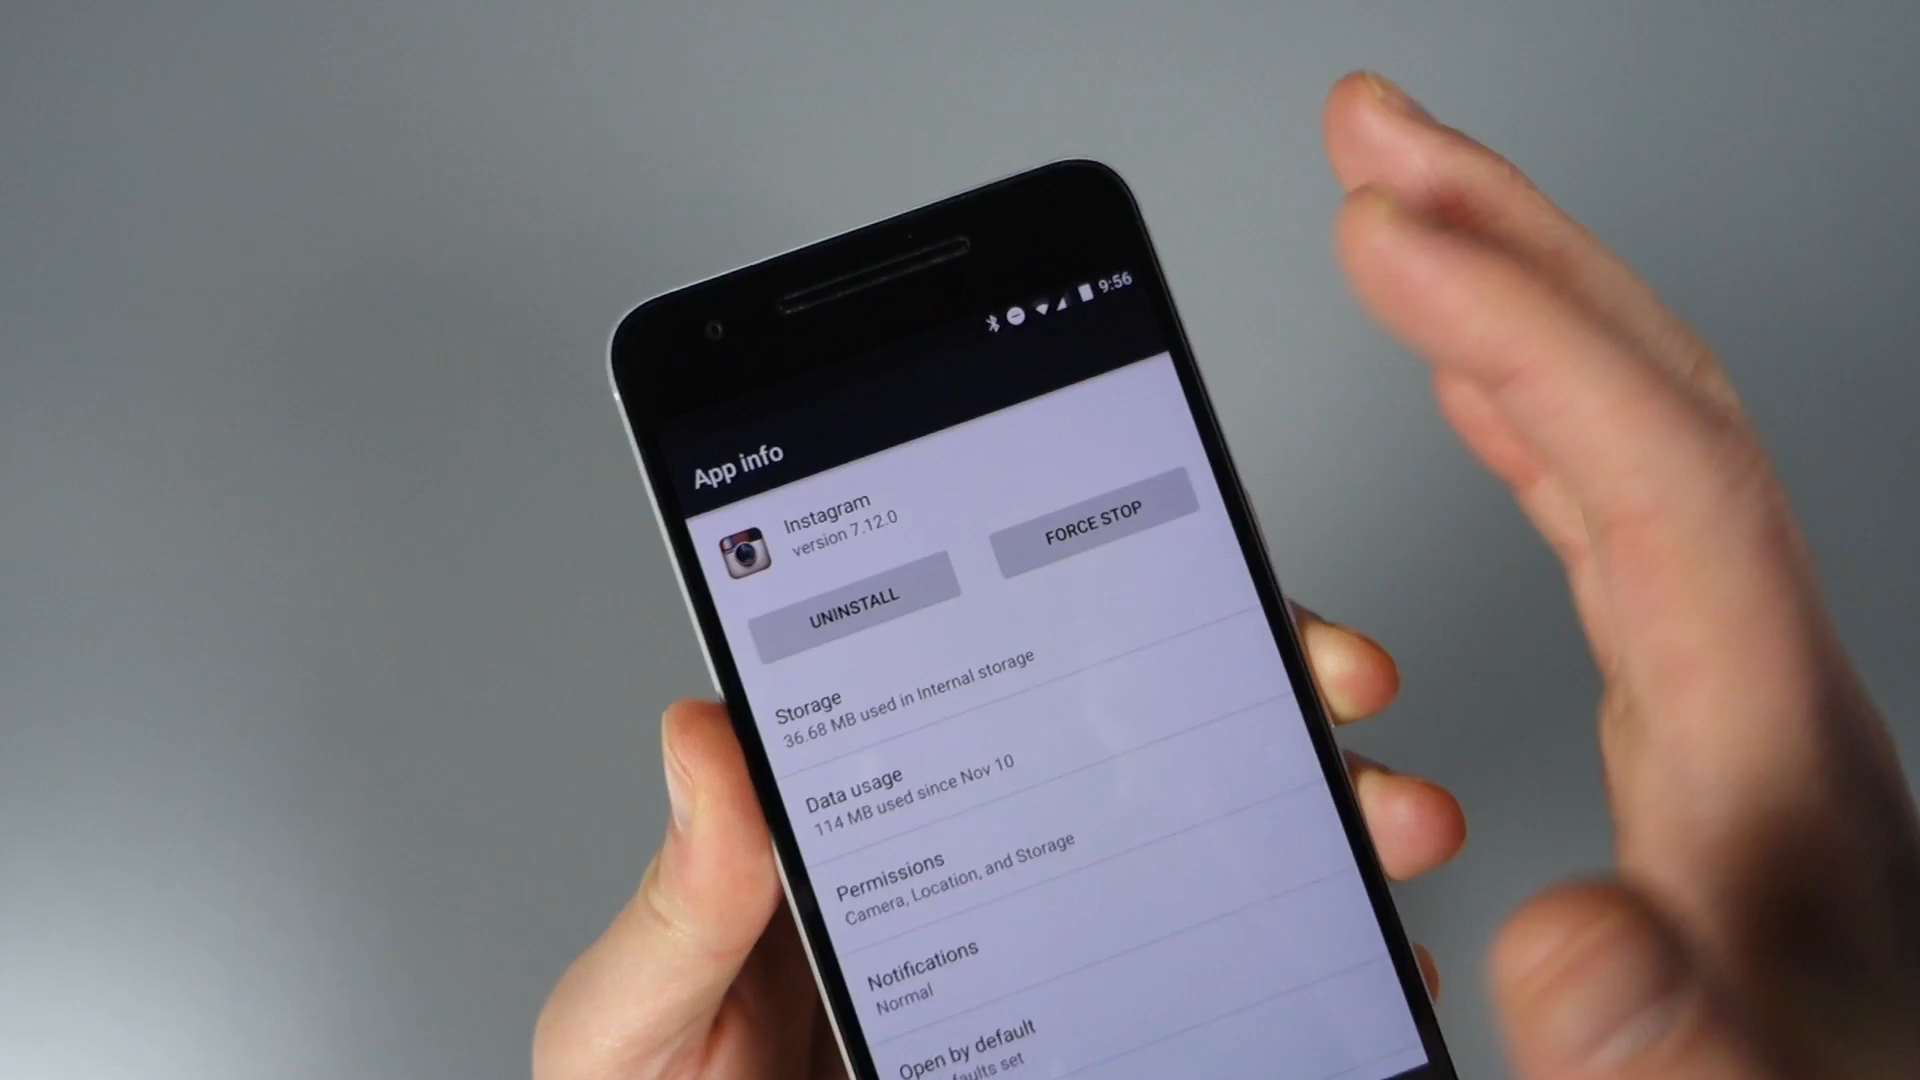 9:56
App info
Instagram
version 7.12.0
UNINSTALL
FORCE STOP
Storage
36.68 MB used in Internal storage
Data usage
114 MB used since Nov 10
Permissions
Camera, Location, and Storage
Notifications
Normal
Open by default
set